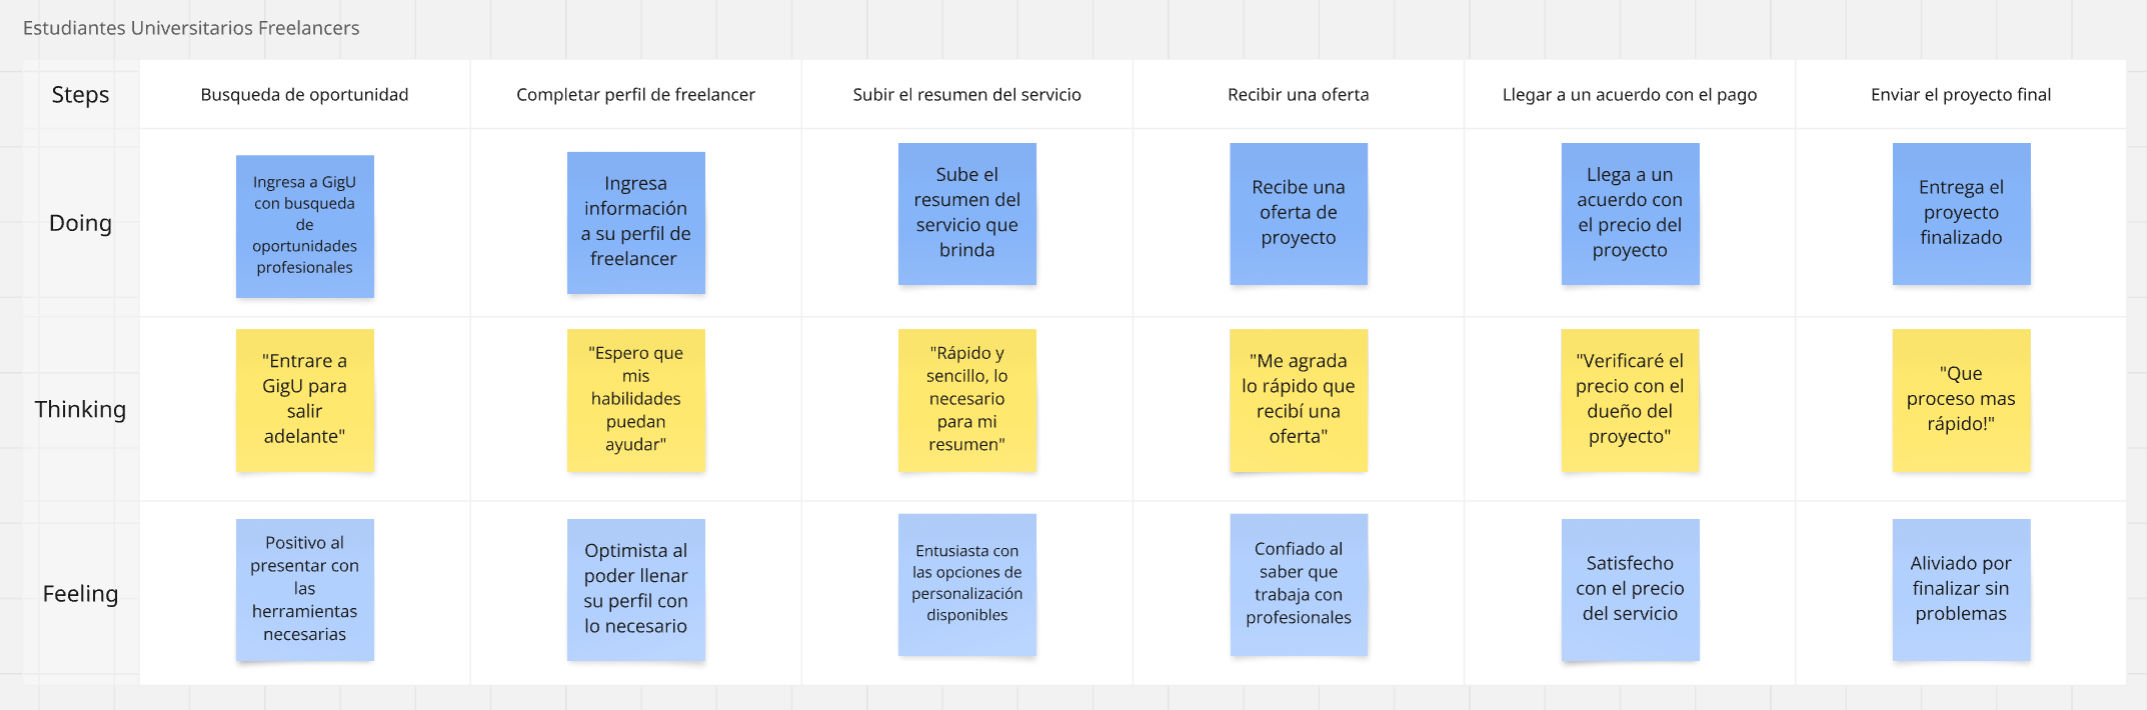 Estudiantes Universitarios Freelancers
Steps
Busqueda de oportunidad
Completar perfil de freelancer
Subir el resumen del servicio
Recibir una oferta
Llegar a un acuerdo con el pago
Enviar el proyecto final
Doing
Ingresa a GigU
con busqueda
de
oportunidades
profesionales
Ingresa
información
a su perfil de
freelancer
Sube el
resumen del
servicio que
brinda
Recibe una
oferta de
proyecto
Llega a un
acuerdo con
el precio del
proyecto
Entrega el
proyecto
finalizado
Thinking
"Entrare a
GigU para
salir
adelante"
"Espero que
mis
habilidades
puedan
ayudar"
"Rápido y
sencillo, lo
necesario
para mi
resumen"
"Me agrada
lo rápido que
recibí una
oferta"
"Verificaré el
precio con el
dueño del
proyecto"
"Que
proceso mas
rápido!"
Feeling
Positivo al
presentar con
las
herramientas
necesarias
Optimista al
poder llenar
su perfil con
lo necesario
Entusiasta con
las opciones de
personalización
disponibles
Confiado al
saber que
trabaja con
profesionales
Satisfecho
con el precio
del servicio
Aliviado por
finalizar sin
problemas